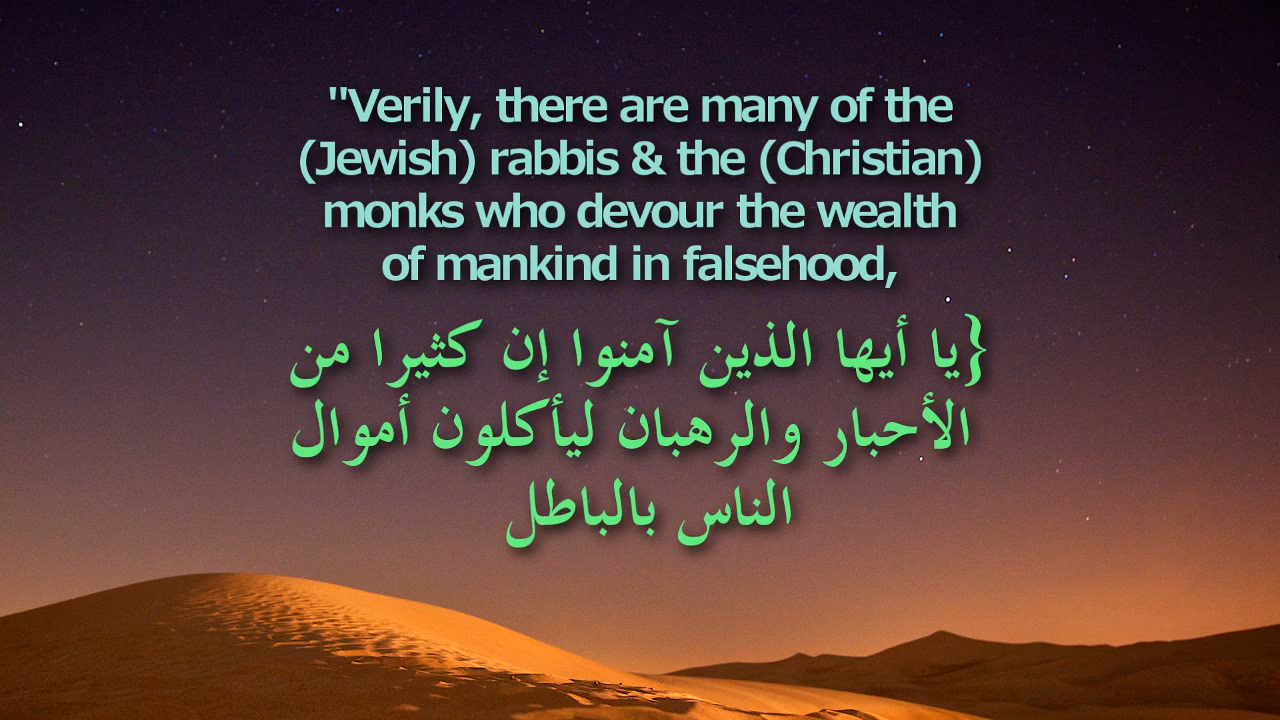 "Verily, there are many of the
(Jewish) rabbis & the (Christian)
monks who devour the wealth
of mankind in falsehood,
{يا أيها الذين آمنوا إن كثيرا من
الأحبار والرهبان ليأكلون أموال
الناس بالباطل